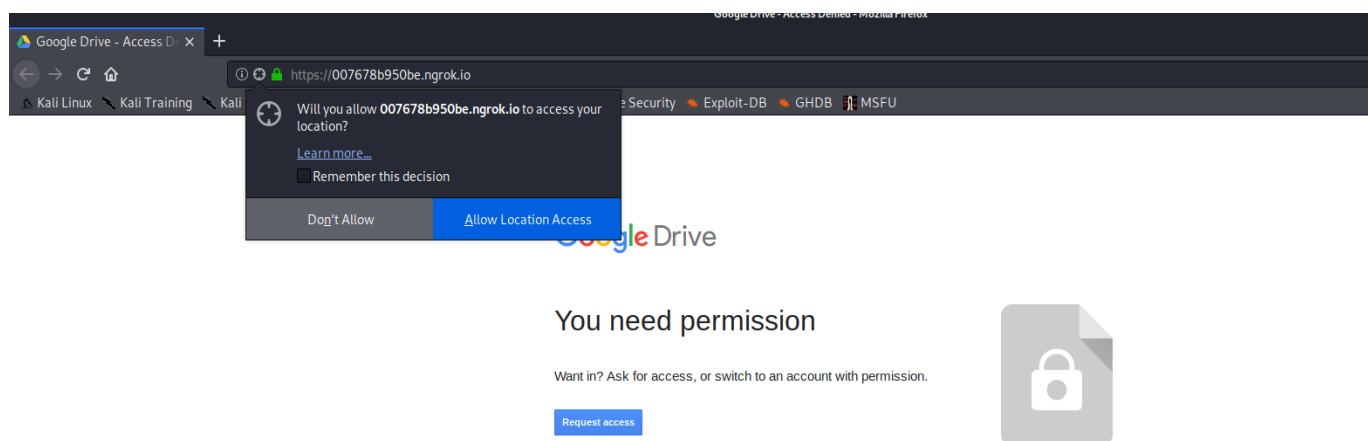 Google Drive - Access Denied - Mozilla Firefox
Google Drive - Access D
https://007678b950be.ngrok.io
Kali Linux Kali Training Kali Security Exploit-DB GHDB MSFU
Will you allow 007678b950be.ngrok.io to access your
location?
Learn more...
Remember this decision
Don't Allow Allow Location Access
Google Drive
You need permission
Want in? Ask for access, or switch to an account with permission.
Request access